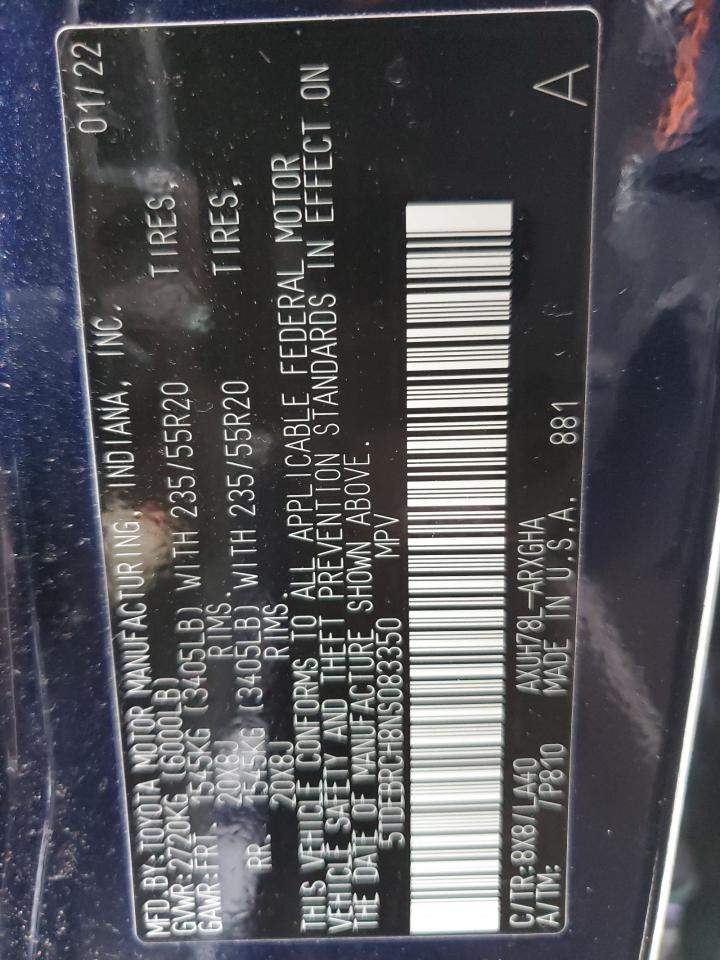 MFD.BY:TOYOTA MOTOR MANUFACTURING, INDIANA, INC. 01/22
GVWR:2720KG (6000LB)
GAWR:FRT. 1545KG (3405LB) WITH 235/55R20 TIRES,
20X8J RIMS.
RR. 1545KG (3405LB) WITH 235/55R20 TIRES,
20X8J RIMS.
THIS VEHICLE CONFORMS TO ALL APPLICABLE FEDERAL MOTOR
VEHICLE SAFETY AND THEFT PREVENTION STANDARDS IN EFFECT ON
THE DATE OF MANUFACTURE SHOWN ABOVE.
5TDEBRCH8NS083350 MPV
C/TR:8X8/LA40 AXUH78L-ARXGHA
A/TM: /P810 MADE IN U.S.A. 881 A